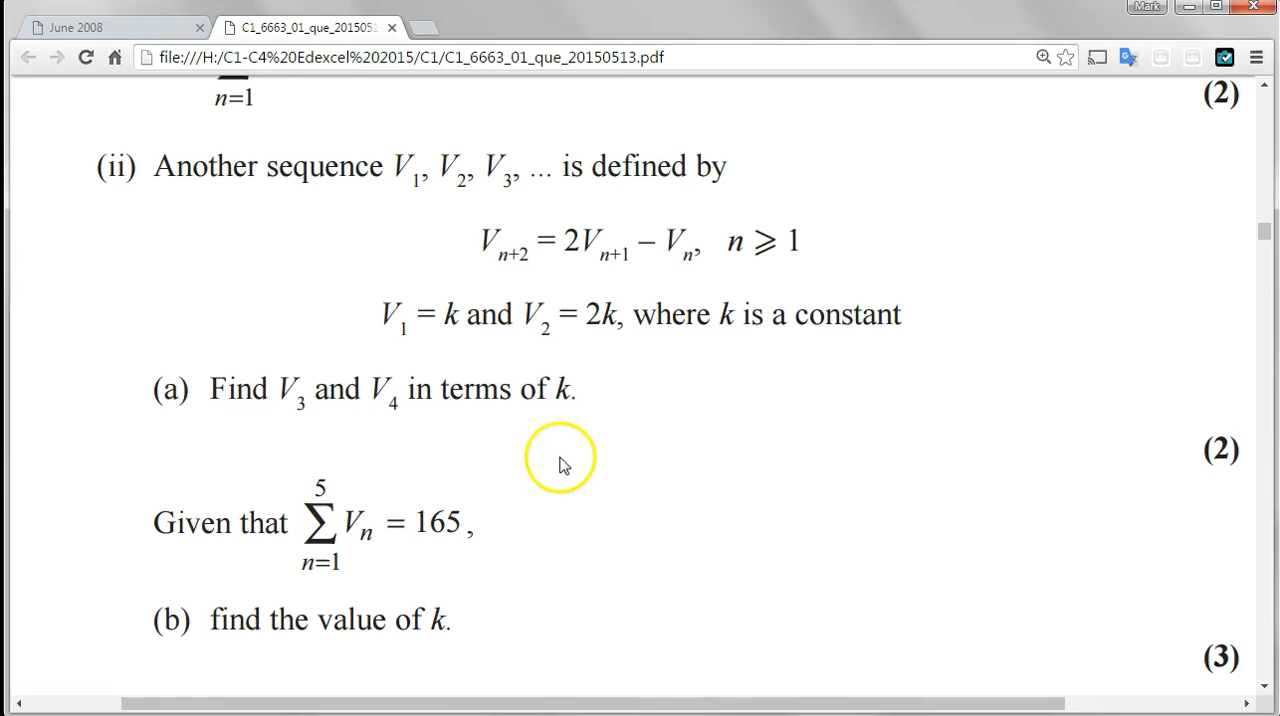 Mark
June 2008
C1_6663_01_que_2015051
file:///H:/C1-C4%20Edexcel%202015/C1/C1_6663_01_que_20150513.pdf
n=1
(2)
(ii) Another sequence V₁, V₂, V₃, ... is defined by
Vₙ₊₂ = 2Vₙ₊₁ – Vₙ, n ⩾ 1
V₁ = k and V₂ = 2k, where k is a constant
(a) Find V₃ and V₄ in terms of k.
(2)
5
Given that ∑ Vₙ = 165,
n=1
(b) find the value of k.
(3)